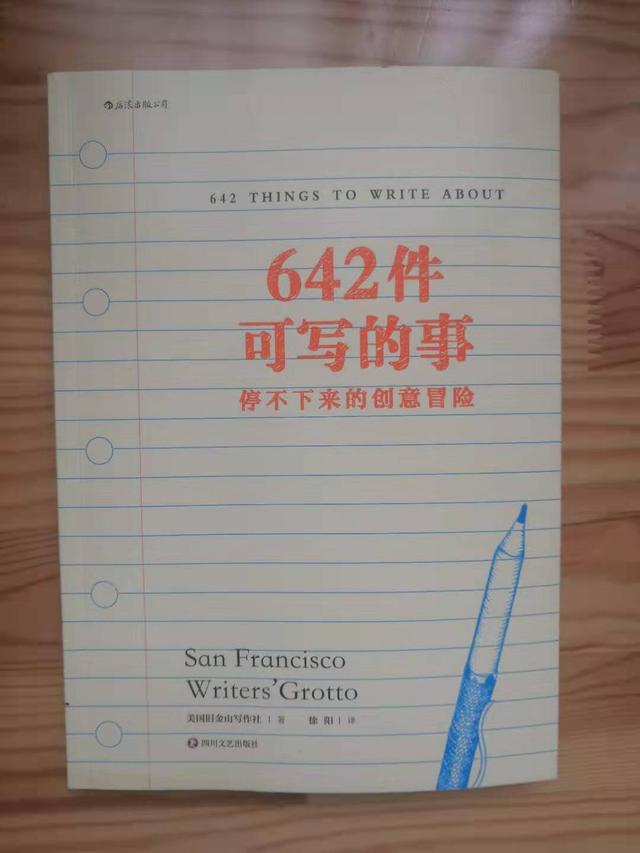 后浪出版公司
642 THINGS TO WRITE ABOUT
642件
可写的事
停不下来的创意冒险
San Francisco
Writers' Grotto
美国旧金山写作社 | 著 徐阳 | 译
四川文艺出版社